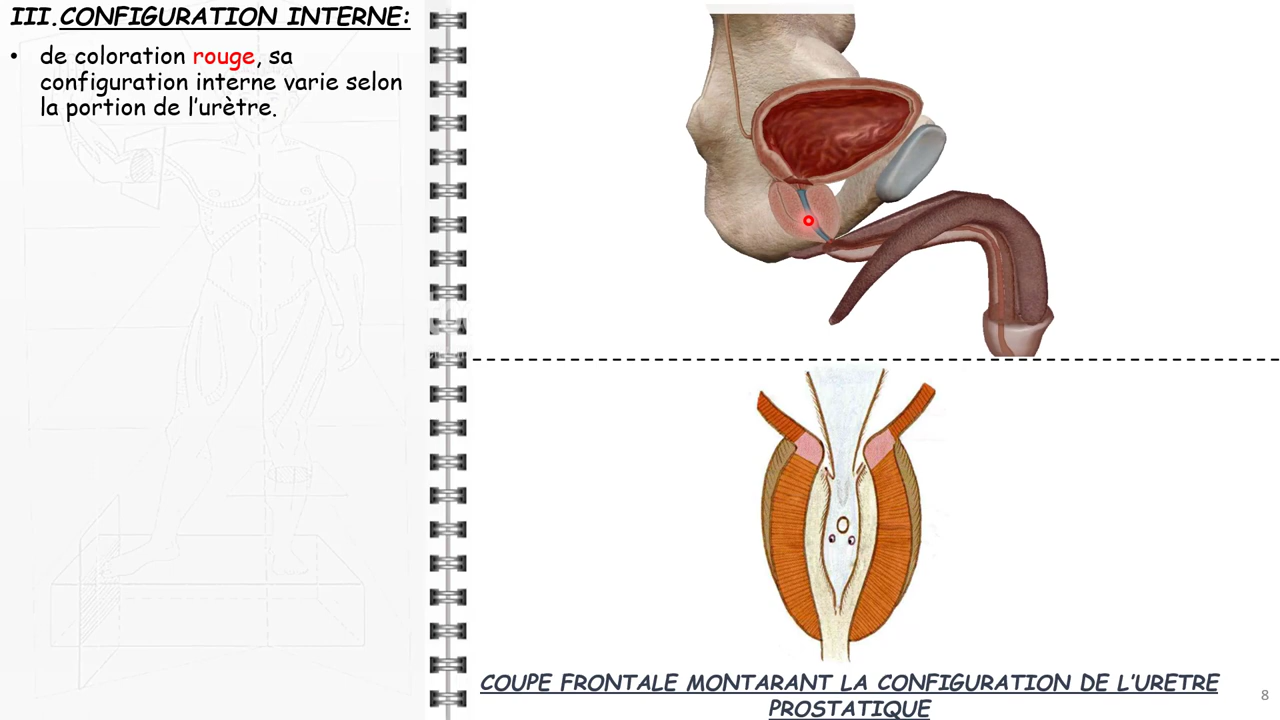 III.CONFIGURATION INTERNE:
• de coloration rouge, sa
configuration interne varie selon
la portion de l'urètre.
COUPE FRONTALE MONTARANT LA CONFIGURATION DE L'URETRE
PROSTATIQUE
8